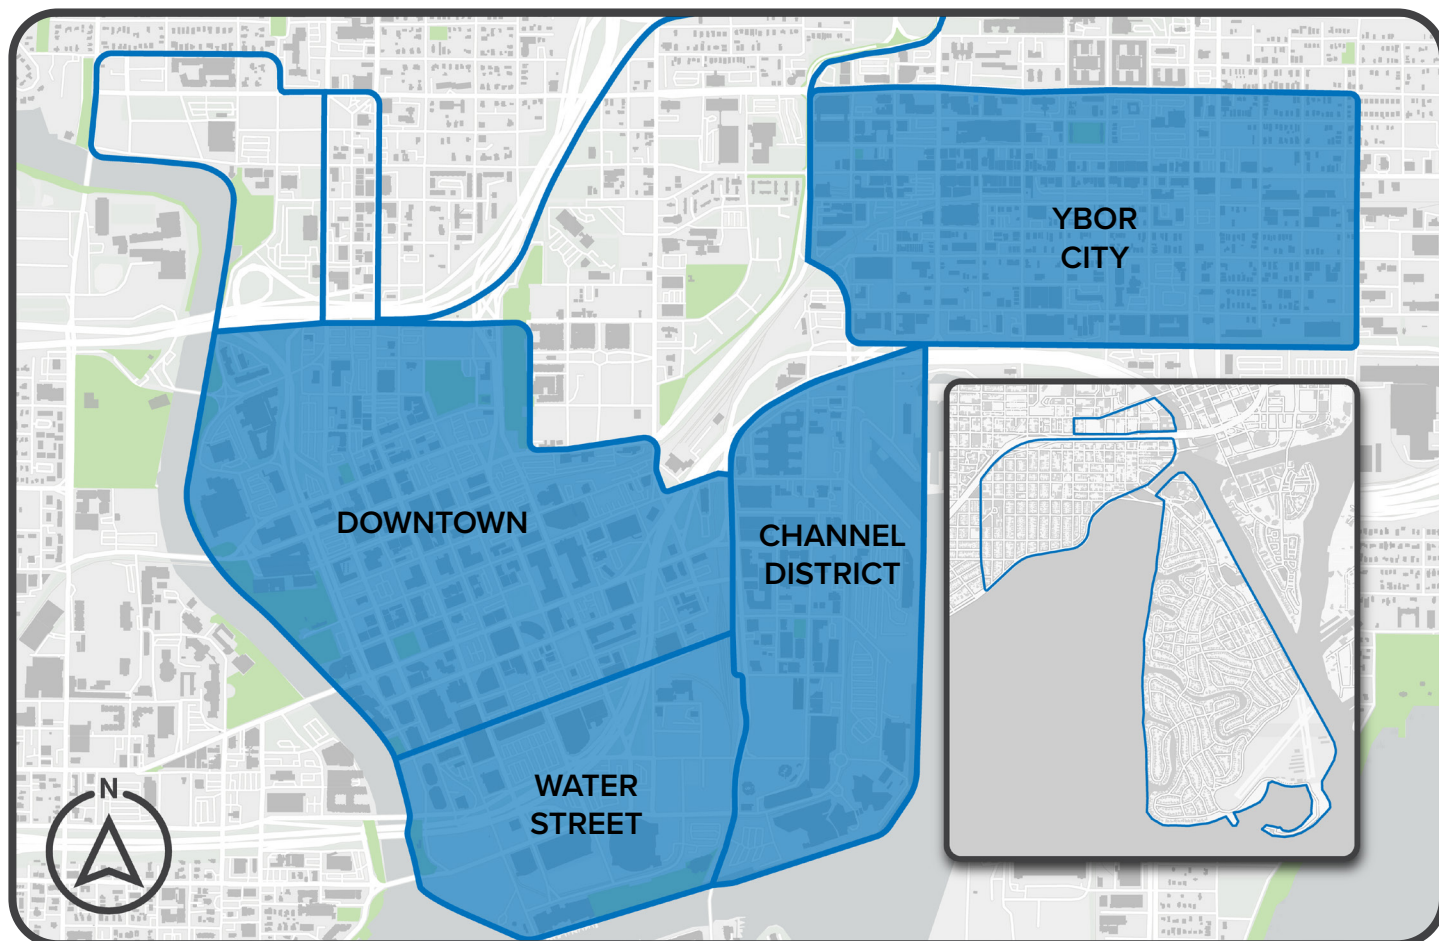 YBOR
CITY
DOWNTOWN
CHANNEL
DISTRICT
WATER
STREET
N